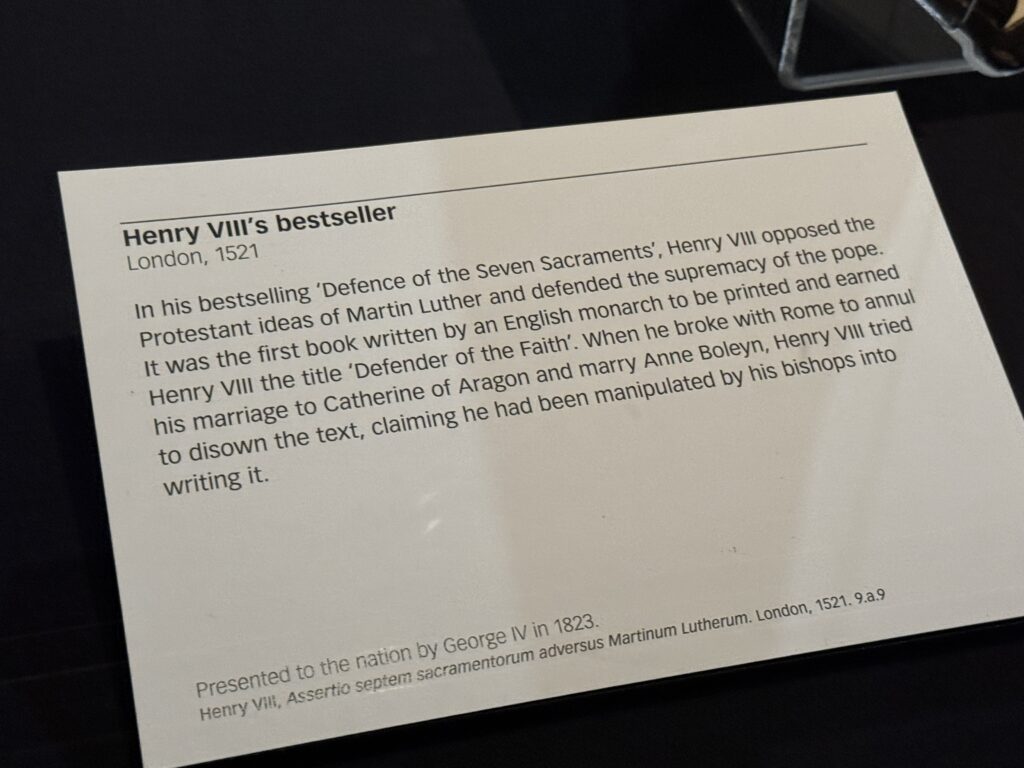 Henry VIII's bestseller
London, 1521
In his bestselling 'Defence of the Seven Sacraments', Henry VIII opposed the
Protestant ideas of Martin Luther and defended the supremacy of the pope.
It was the first book written by an English monarch to be printed and earned
Henry VIII the title 'Defender of the Faith'. When he broke with Rome to annul
his marriage to Catherine of Aragon and marry Anne Boleyn, Henry VIII tried
to disown the text, claiming he had been manipulated by his bishops into
writing it.
Presented to the nation by George IV in 1823.
Henry VIII, Assertio septem sacramentorum adversus Martinum Lutherum. London, 1521. 9.a.9